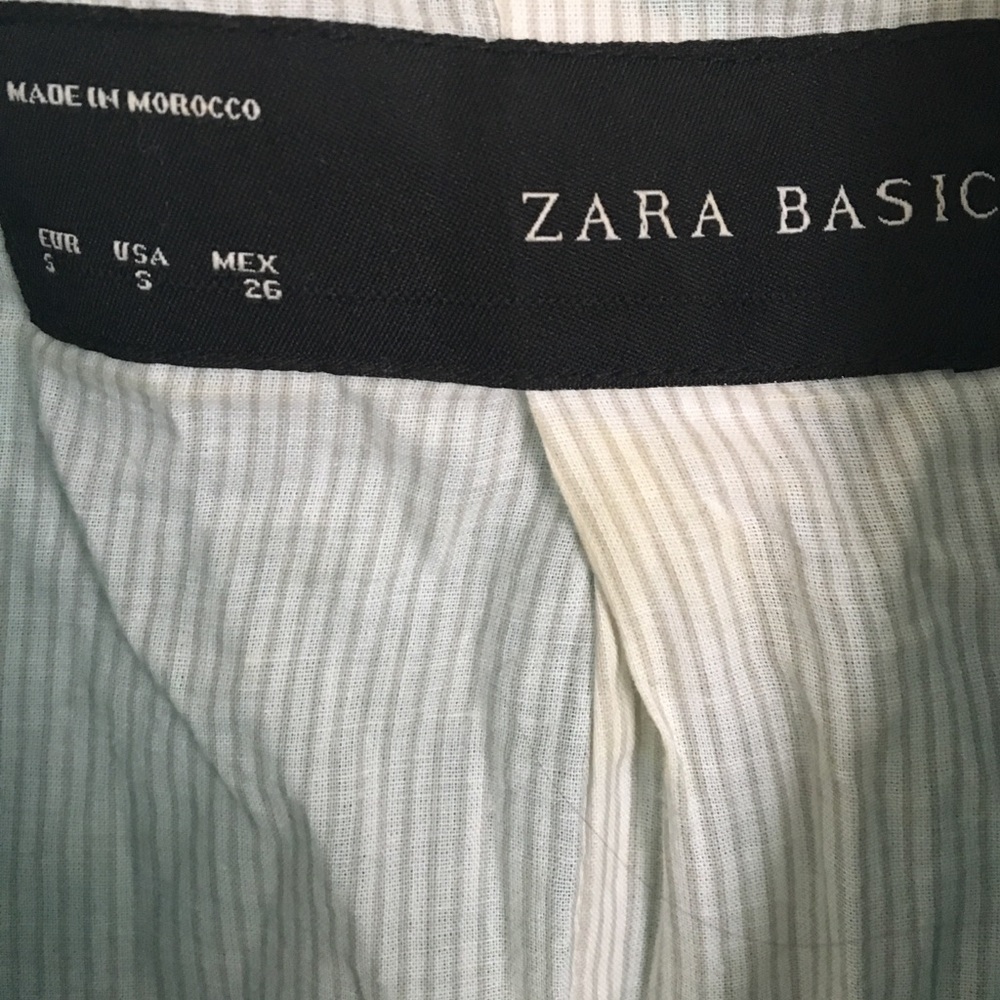 MADE IN MOROCCO
ZARA BASIC
EUR USA MEX
S S 26